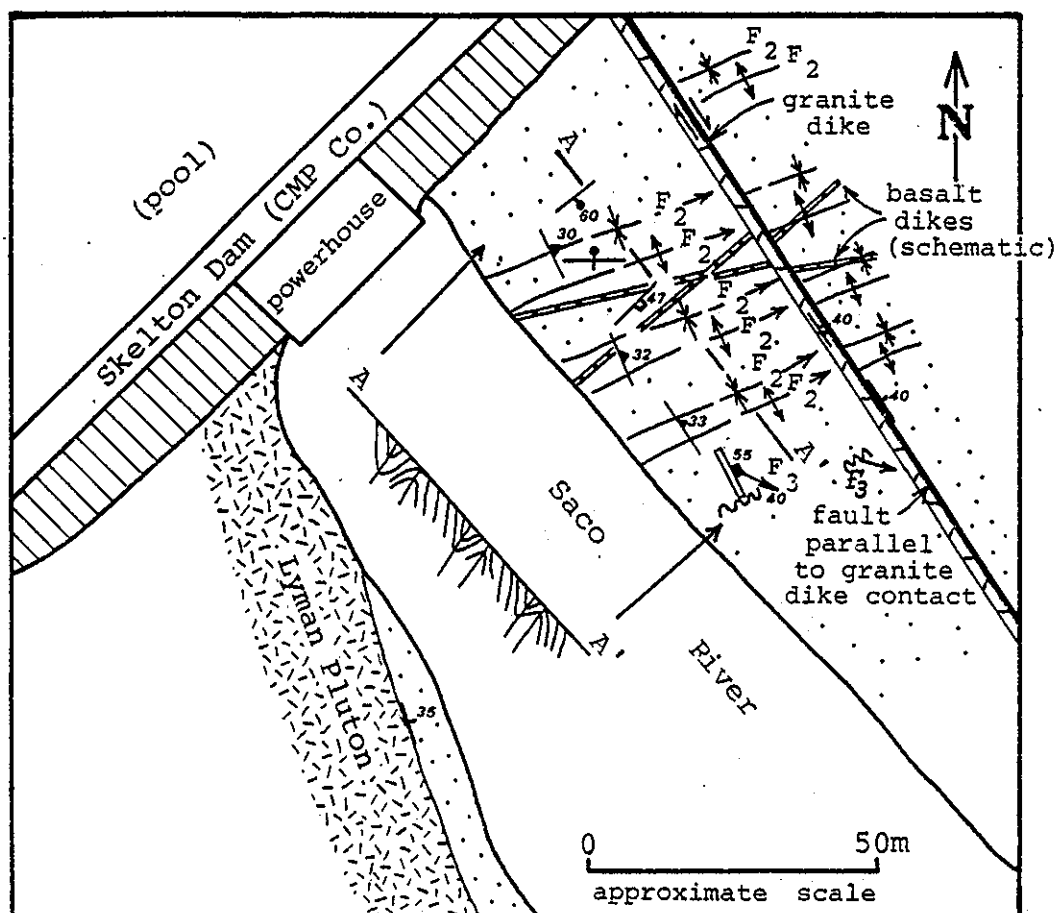 F2 F2
granite
dike
N
(pool)
Skelton Dam (CMP Co.)
powerhouse
basalt
dikes
(schematic)
A
60
30
F2
F2
47
F2
F2
32
40
F2
F2
40
33
A
A'
55
F3
40
f3
fault
parallel
to granite
dike contact
Saco
River
A'
Lyman Pluton
35
0 50m
approximate scale